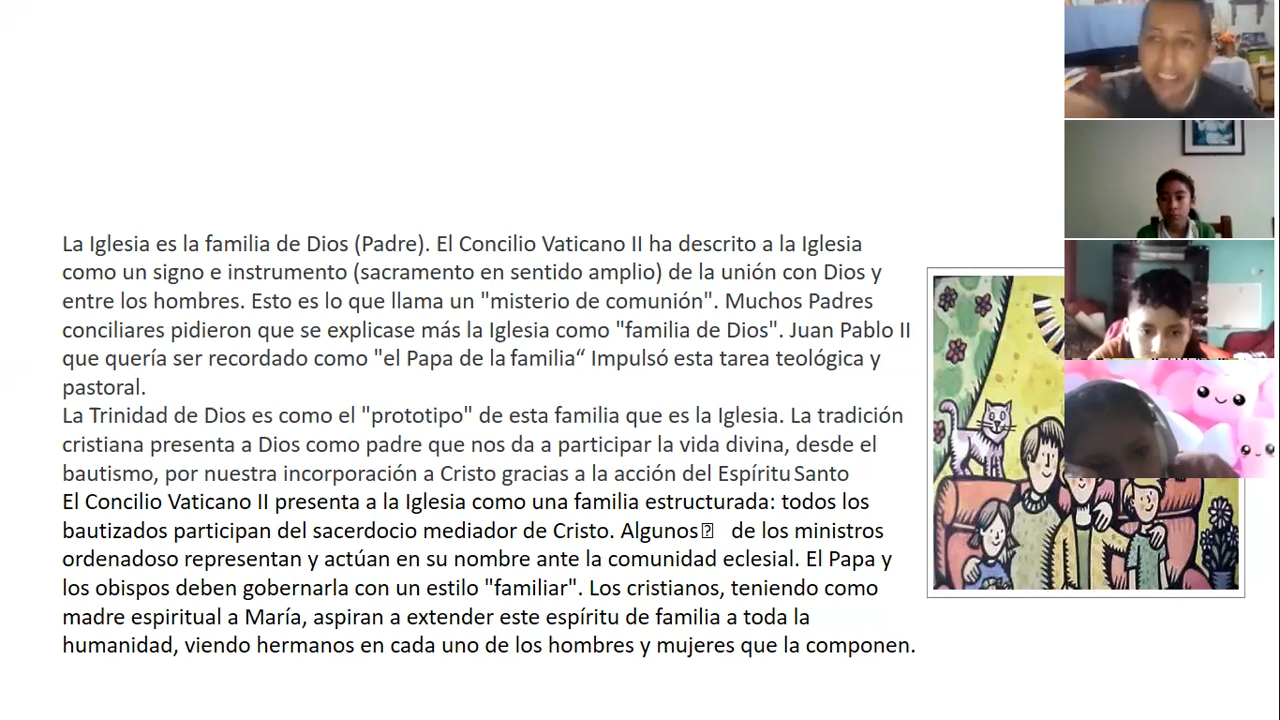 La Iglesia es la familia de Dios (Padre). El Concilio Vaticano II ha descrito a la Iglesia
como un signo e instrumento (sacramento en sentido amplio) de la unión con Dios y
entre los hombres. Esto es lo que llama un "misterio de comunión". Muchos Padres
conciliares pidieron que se explicase más la Iglesia como "familia de Dios". Juan Pablo II
que quería ser recordado como "el Papa de la familia“ Impulsó esta tarea teológica y
pastoral.
La Trinidad de Dios es como el "prototipo" de esta familia que es la Iglesia. La tradición
cristiana presenta a Dios como padre que nos da a participar la vida divina, desde el
bautismo, por nuestra incorporación a Cristo gracias a la acción del Espíritu Santo
El Concilio Vaticano II presenta a la Iglesia como una familia estructurada: todos los
bautizados participan del sacerdocio mediador de Cristo. Algunos de los ministros
ordenadoso representan y actúan en su nombre ante la comunidad eclesial. El Papa y
los obispos deben gobernarla con un estilo "familiar". Los cristianos, teniendo como
madre espiritual a María, aspiran a extender este espíritu de familia a toda la
humanidad, viendo hermanos en cada uno de los hombres y mujeres que la componen.